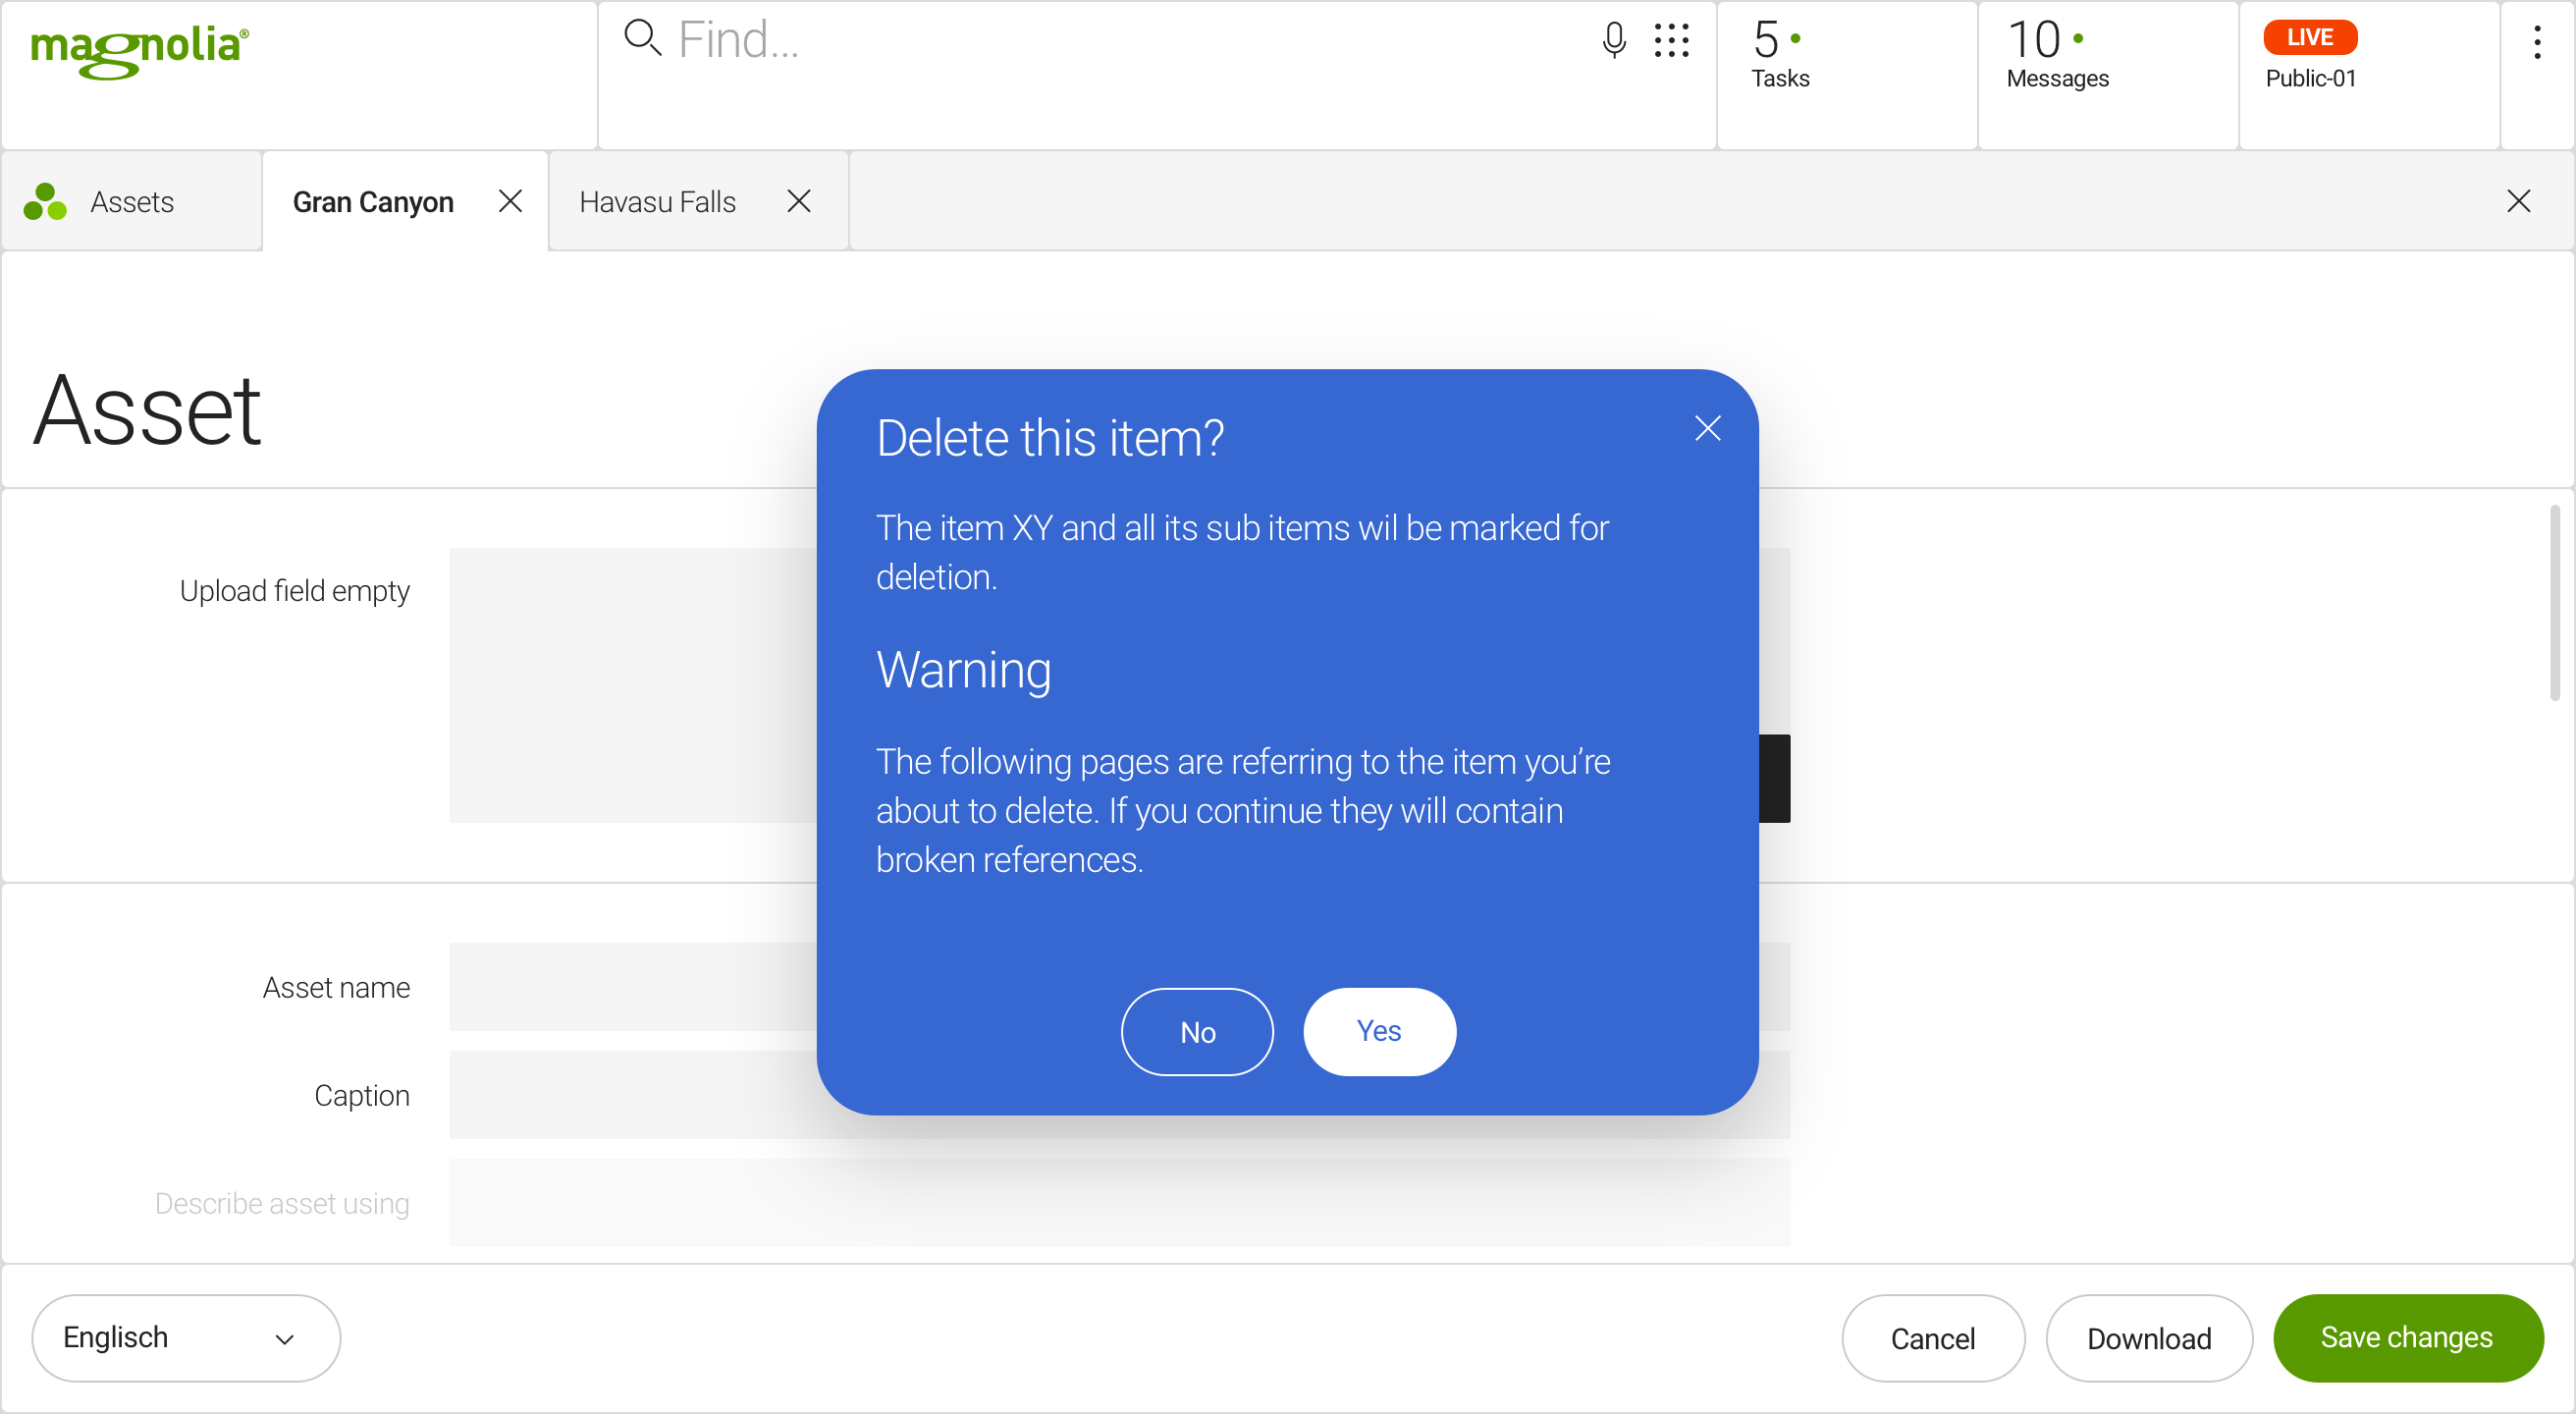 magnolia®
Find...
5
Tasks
10
Messages
LIVE
Public-01
Assets
Gran Canyon
Havasu Falls
Asset
Delete this item?
The item XY and all its sub items wil be marked for
deletion.
Warning
The following pages are referring to the item you’re
about to delete. If you continue they will contain
broken references.
No
Yes
Upload field empty
Asset name
Caption
Describe asset using
Englisch
Cancel
Download
Save changes